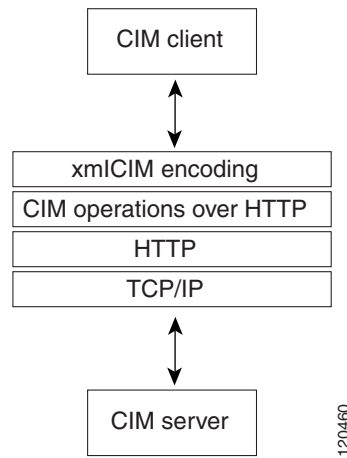 CIM client
xmlCIM encoding
CIM operations over HTTP
HTTP
TCP/IP
CIM server
120460